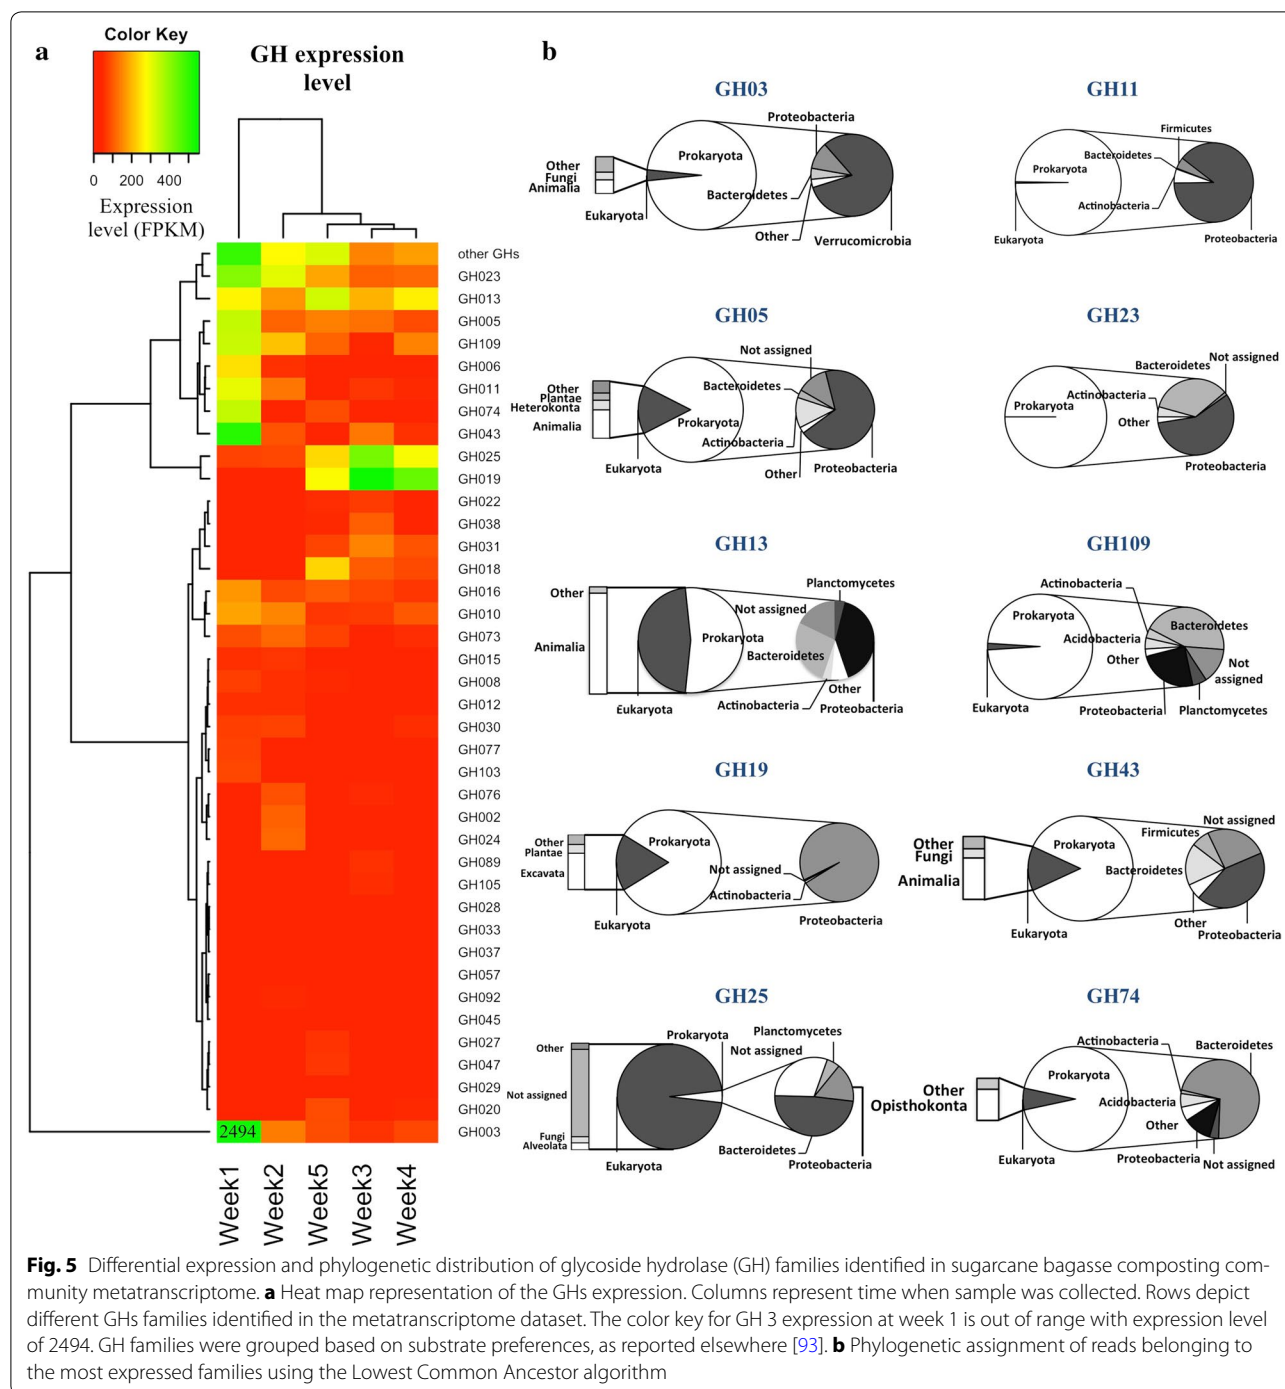 a
Color Key
0 200 400
Expression
level (FPKM)
GH expression
level
other GHs
GH023
GH013
GH005
GH109
GH006
GH011
GH074
GH043
GH025
GH019
GH022
GH038
GH031
GH018
GH016
GH010
GH073
GH015
GH008
GH012
GH030
GH077
GH103
GH076
GH002
GH024
GH089
GH105
GH028
GH033
GH037
GH057
GH092
GH045
GH027
GH047
GH029
GH020
GH003
2494
Week1
Week2
Week5
Week3
Week4
b
GH03
Proteobacteria
Prokaryota
Other
Fungi
Animalia
Bacteroidetes
Eukaryota
Other
Verrucomicrobia
GH11
Firmicutes
Bacteroidetes
Prokaryota
Actinobacteria
Eukaryota
Proteobacteria
GH05
Not assigned
Bacteroidetes
Other
Plantae
Heterokonta
Animalia
Prokaryota
Actinobacteria
Eukaryota
Other
Proteobacteria
GH23
Not assigned
Bacteroidetes
Actinobacteria
Prokaryota
Other
Proteobacteria
GH13
Planctomycetes
Other
Not assigned
Prokaryota
Animalia
Bacteroidetes
Other
Actinobacteria
Eukaryota
Proteobacteria
GH109
Actinobacteria
Prokaryota
Bacteroidetes
Acidobacteria
Other
Not
assigned
Eukaryota
Proteobacteria
Planctomycetes
GH19
Other
Plantae
Excavata
Prokaryota
Not assigned
Actinobacteria
Eukaryota
Proteobacteria
GH43
Not assigned
Firmicutes
Prokaryota
Other
Fungi
Animalia
Bacteroidetes
Other
Eukaryota
Proteobacteria
GH25
Planctomycetes
Prokaryota
Not assigned
Other
Not assigned
Fungi
Alveolata
Bacteroidetes
Eukaryota
Proteobacteria
GH74
Actinobacteria
Bacteroidetes
Prokaryota
Other
Opisthokonta
Acidobacteria
Other
Eukaryota
Proteobacteria
Not assigned
Fig. 5 Differential expression and phylogenetic distribution of glycoside hydrolase (GH) families identified in sugarcane bagasse composting com-
munity metatranscriptome. a Heat map representation of the GHs expression. Columns represent time when sample was collected. Rows depict
different GHs families identified in the metatranscriptome dataset. The color key for GH 3 expression at week 1 is out of range with expression level
of 2494. GH families were grouped based on substrate preferences, as reported elsewhere [93]. b Phylogenetic assignment of reads belonging to
the most expressed families using the Lowest Common Ancestor algorithm